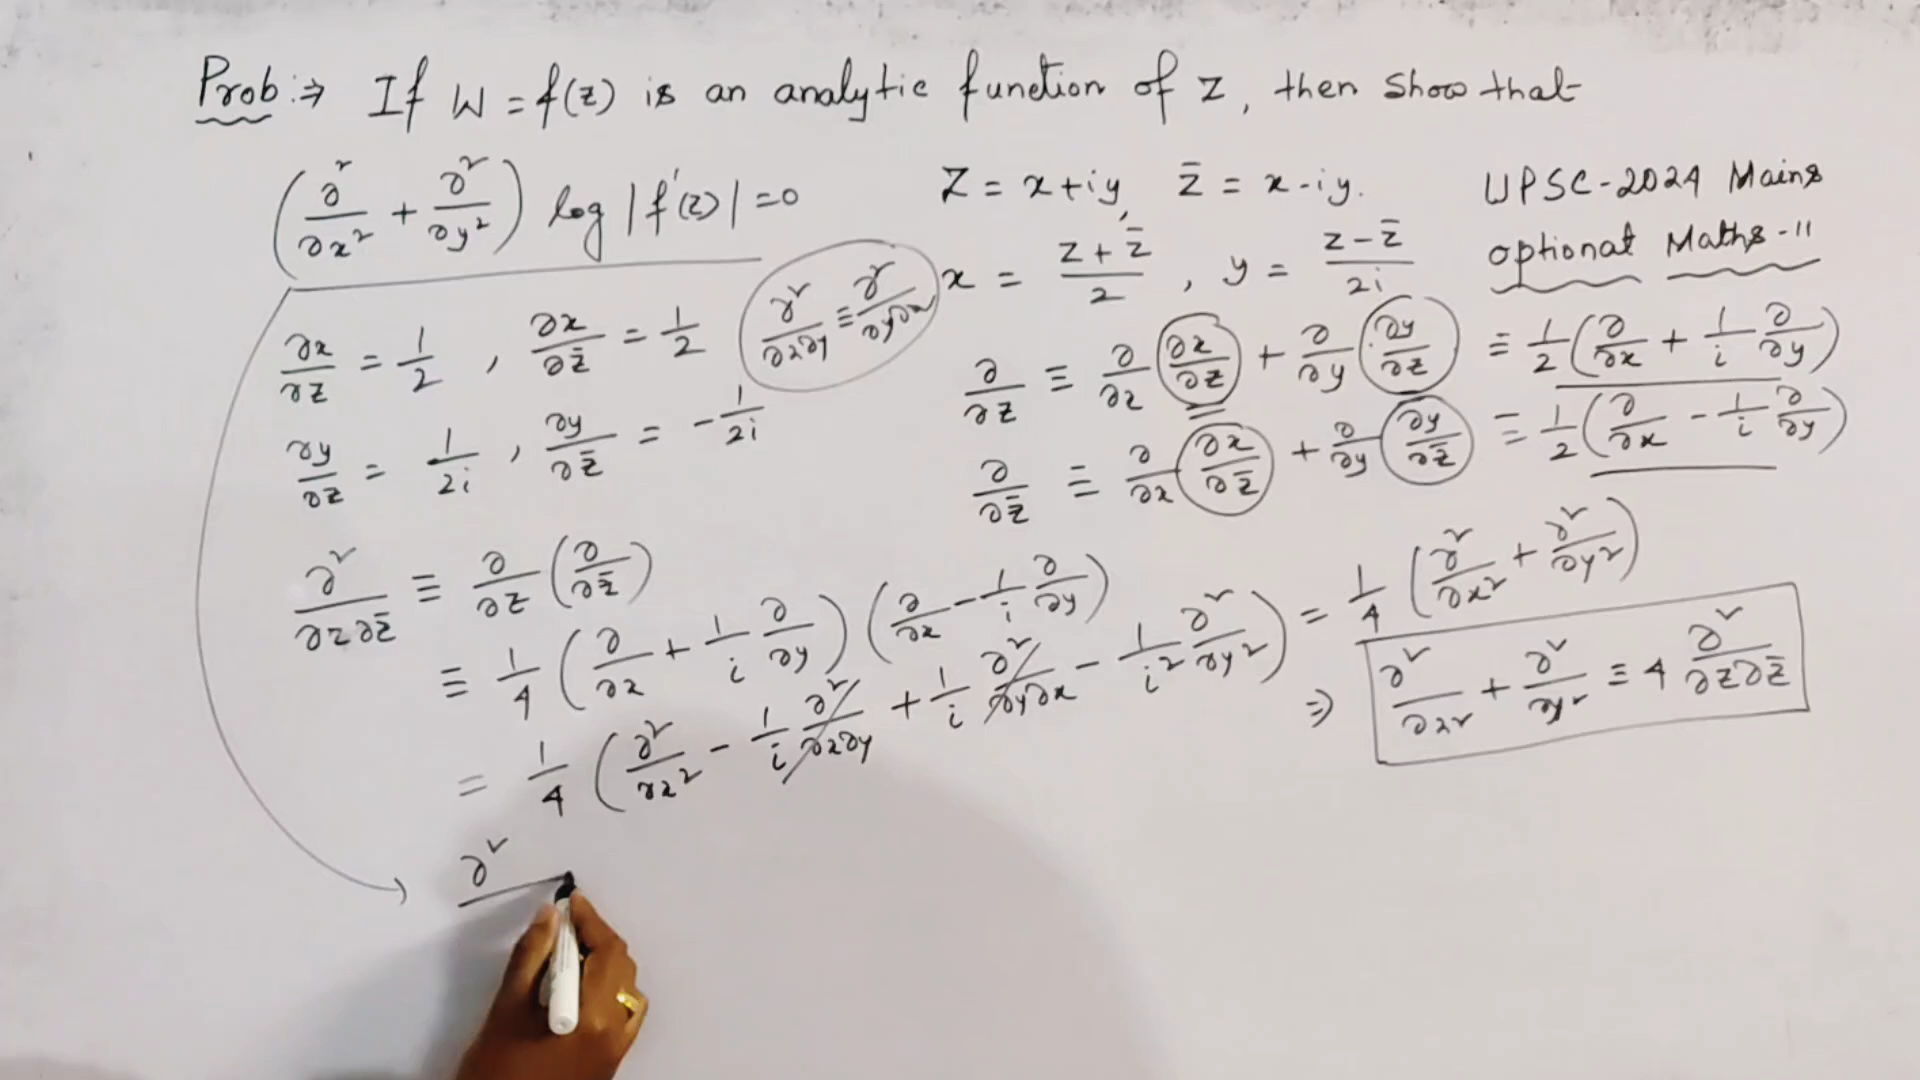 Prob:⇒ If W = f(z) is an analytic function of z, then show that
(∂²/∂x² + ∂²/∂y²) log |f'(z)| = 0
z = x+iy, z̄ = x-iy.
x = (z+z̄)/2, y = (z-z̄)/2i
UPSC-2024 Mains
optional Maths-II
∂x/∂z = 1/2, ∂x/∂z̄ = 1/2
∂²/∂x∂y ≡ ∂²/∂y∂x
∂y/∂z = 1/2i, ∂y/∂z̄ = -1/2i
∂/∂z ≡ ∂/∂x ∂x/∂z + ∂/∂y ∂y/∂z ≡ 1/2 (∂/∂x + 1/i ∂/∂y)
∂/∂z̄ ≡ ∂/∂x ∂x/∂z̄ + ∂/∂y ∂y/∂z̄ ≡ 1/2 (∂/∂x - 1/i ∂/∂y)
∂²/∂z∂z̄ ≡ ∂/∂z (∂/∂z̄)
≡ 1/4 (∂/∂x + 1/i ∂/∂y) (∂/∂x - 1/i ∂/∂y)
= 1/4 (∂²/∂x² - 1/i ∂²/∂x∂y + 1/i ∂²/∂y∂x - 1/i² ∂²/∂y²) = 1/4 (∂²/∂x² + ∂²/∂y²)
⇒ ∂²/∂x² + ∂²/∂y² ≡ 4 ∂²/∂z∂z̄
∂²